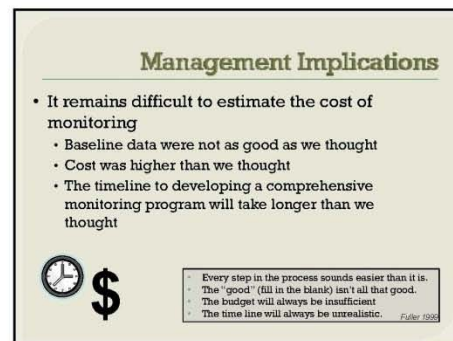 Management Implications
• It remains difficult to estimate the cost of
monitoring
• Baseline data were not as good as we thought
• Cost was higher than we thought
• The timeline to developing a comprehensive
monitoring program will take longer than we
thought
$
• Every step in the process sounds easier than it is.
• The "good" (fill in the blank) isn't all that good.
• The budget will always be insufficient
• The time line will always be unrealistic.
Fuller 1999